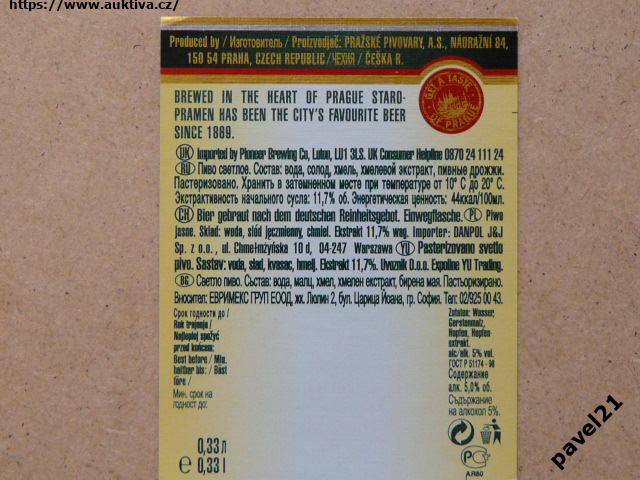 https://www.auktiva.cz/
Produced by / Изготовитель / Proizvedjač: PRAŽSKÉ PIVOVARY, A.S., NÁDRAŽNÍ 84,
150 54 PRAHA, CZECH REPUBLIC / ЧЕХИЯ / ČEŠKA R.
GET A TASTE
OF PRAGUE
BREWED IN THE HEART OF PRAGUE STARO-
PRAMEN HAS BEEN THE CITY'S FAVOURITE BEER
SINCE 1869.
UK Imported by Pioneer Brewing Co, Luton, LU1 3LS. UK Consumer Helpline 0870 24 111 24
RU Пиво светлое. Состав: вода, солод, хмель, хмелевой экстракт, пивные дрожжи.
Пастеризовано. Хранить в затемненном месте при температуре от 10° C до 20° C.
Экстрактивность начального сусла: 11,7% об. Энергетическая ценность: 44ккал/100мл.
CH Bier gebraut nach dem deutschen Reinheitsgebot. Einwegflasche. PL Piwo
jasne. Skład: woda, słód jęczmienny, chmiel. Ekstrakt 11,7% wag. Importer: DANPOL J&J
Sp. z o.o., ul. Chmełmżyńska 10 d, 04-247 Warszawa YU Pasterizovano svetlo
pivo. Sastav: voda, slad, kvasac, hmelj. Ekstrakt 11,7%. Uvoznik D.o.o. Expoline YU Trading.
BG Светло пиво. Състав: вода, малц, хмел, хмелен екстракт, бирена мая. Пастьоризирано.
Вносител: ЕВРИМЕКС ГРУП ЕООД, жк. Люлин 2, бул. Царица Йоана, гр. София. Тел: 02/925 00 43.
Срок годности до /
Rok trajanja /
Najlepiej spożyć
przed końcem:
Best before / Min.
haltbar bis: / Bäst
före /
Мин. срок на
годност до:
0,33 л
e 0,33 l
Zutaten: Wasser,
Gerstenmalz,
Hopfen, Hopfen-
extrakt.
alc/alk. 5% vol.
ГОСТ Р 51174 - 98
Содержание
алк. 5,0% об.
Съдържание
на алкохол 5%.
АЯ60
pavel21